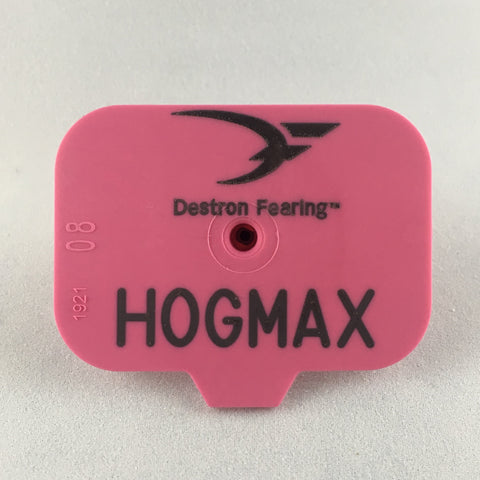 Destron Fearing™
HOGMAX
08
1921